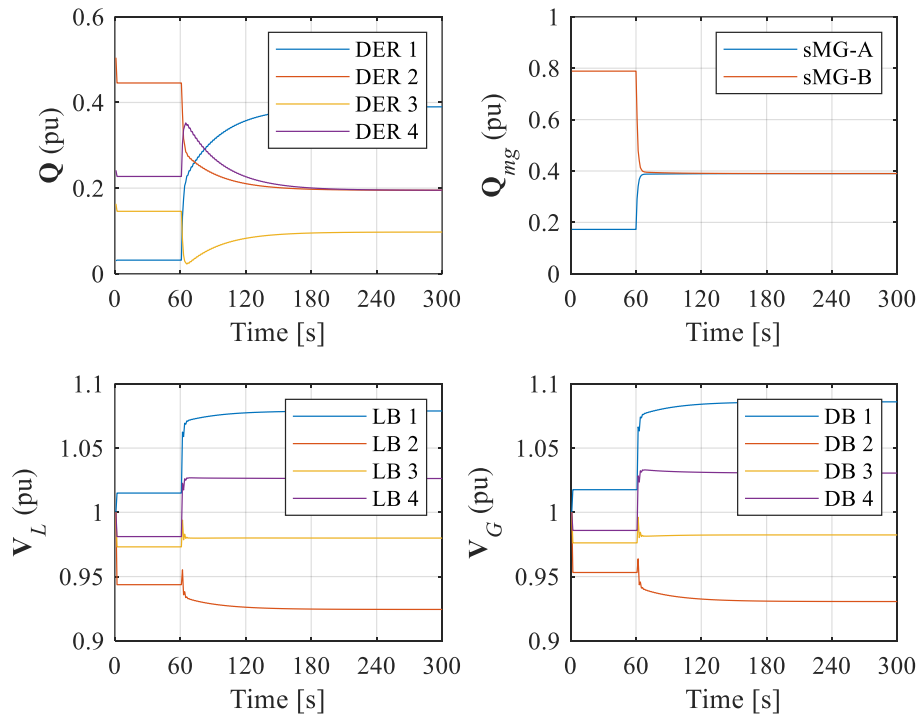 0.6
0.4
0.2
0
Q (pu)
DER 1
DER 2
DER 3
DER 4
0 60 120 180 240 300
Time [s]
1
0.8
0.6
0.4
0.2
0
Qmg (pu)
sMG-A
sMG-B
0 60 120 180 240 300
Time [s]
1.1
1.05
1
0.95
0.9
VL (pu)
LB 1
LB 2
LB 3
LB 4
0 60 120 180 240 300
Time [s]
1.1
1.05
1
0.95
0.9
VG (pu)
DB 1
DB 2
DB 3
DB 4
0 60 120 180 240 300
Time [s]